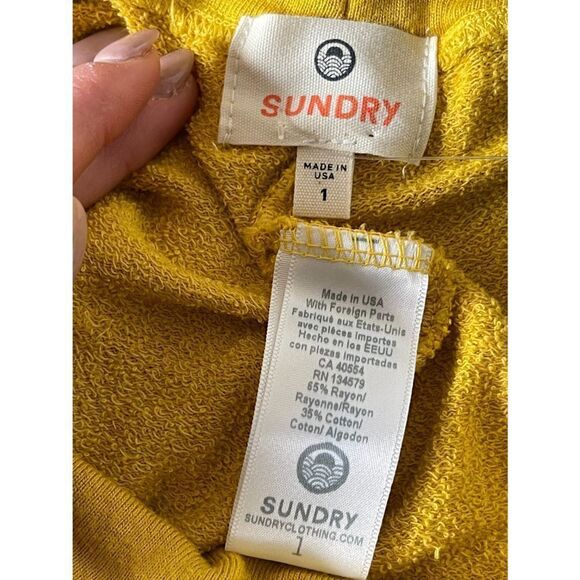 SUNDRY
MADE IN
USA
1
Made in USA
With Foreign Parts
Fabriqué aux Etats-Unis
avec pièces importes
Hecho en los EEUU
con piezas importadas
CA 40554
RN 134579
65% Rayon/
Rayonne/Rayon
35% Cotton/
Coton/ Algodon
SUNDRY
SUNDRYCLOTHING.COM
1